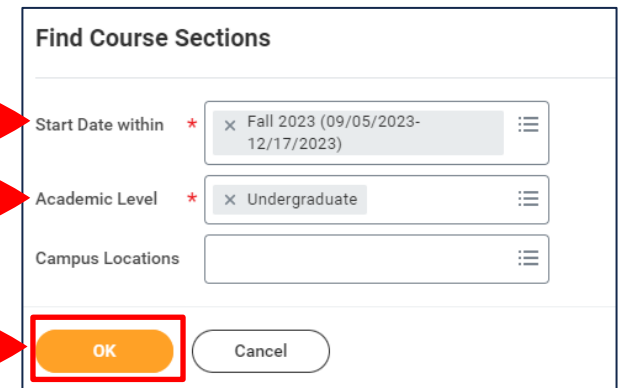 Find Course Sections
Start Date within *
× Fall 2023 (09/05/2023-
12/17/2023)
Academic Level *
× Undergraduate
Campus Locations
OK
Cancel